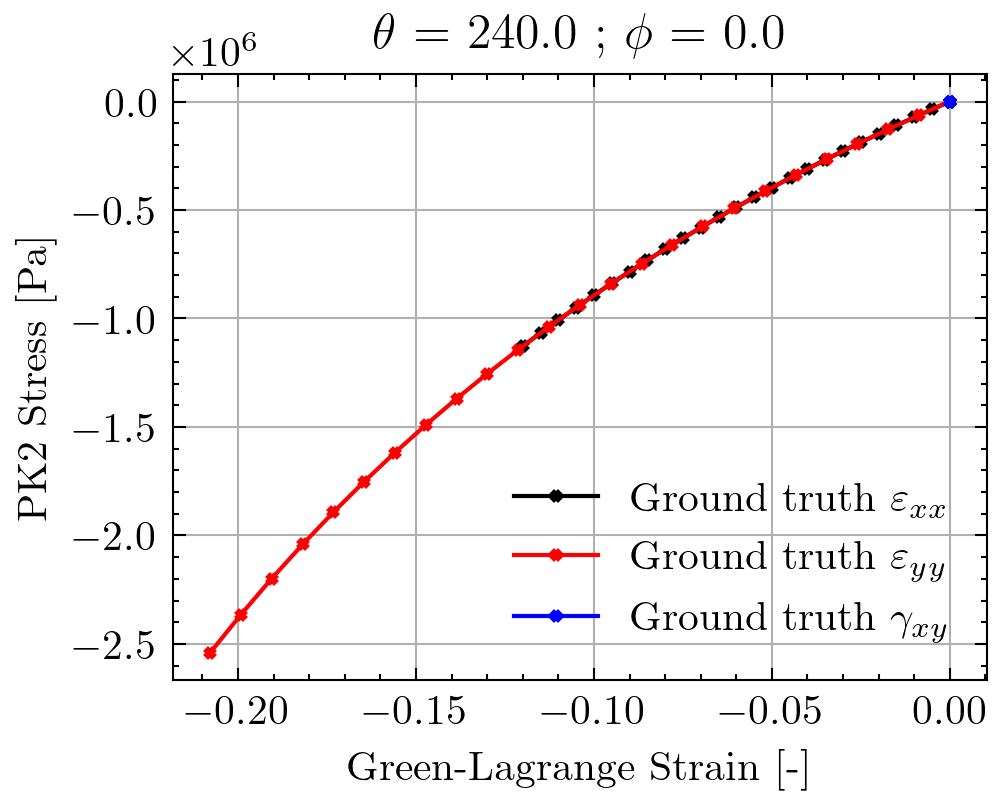 θ = 240.0 ; ϕ = 0.0
×10⁶
0.0
−0.5
−1.0
−1.5
−2.0
−2.5
PK2 Stress [Pa]
Ground truth εₓₓ
Ground truth ε_yy
Ground truth γ_xy
−0.20 −0.15 −0.10 −0.05 0.00
Green-Lagrange Strain [-]